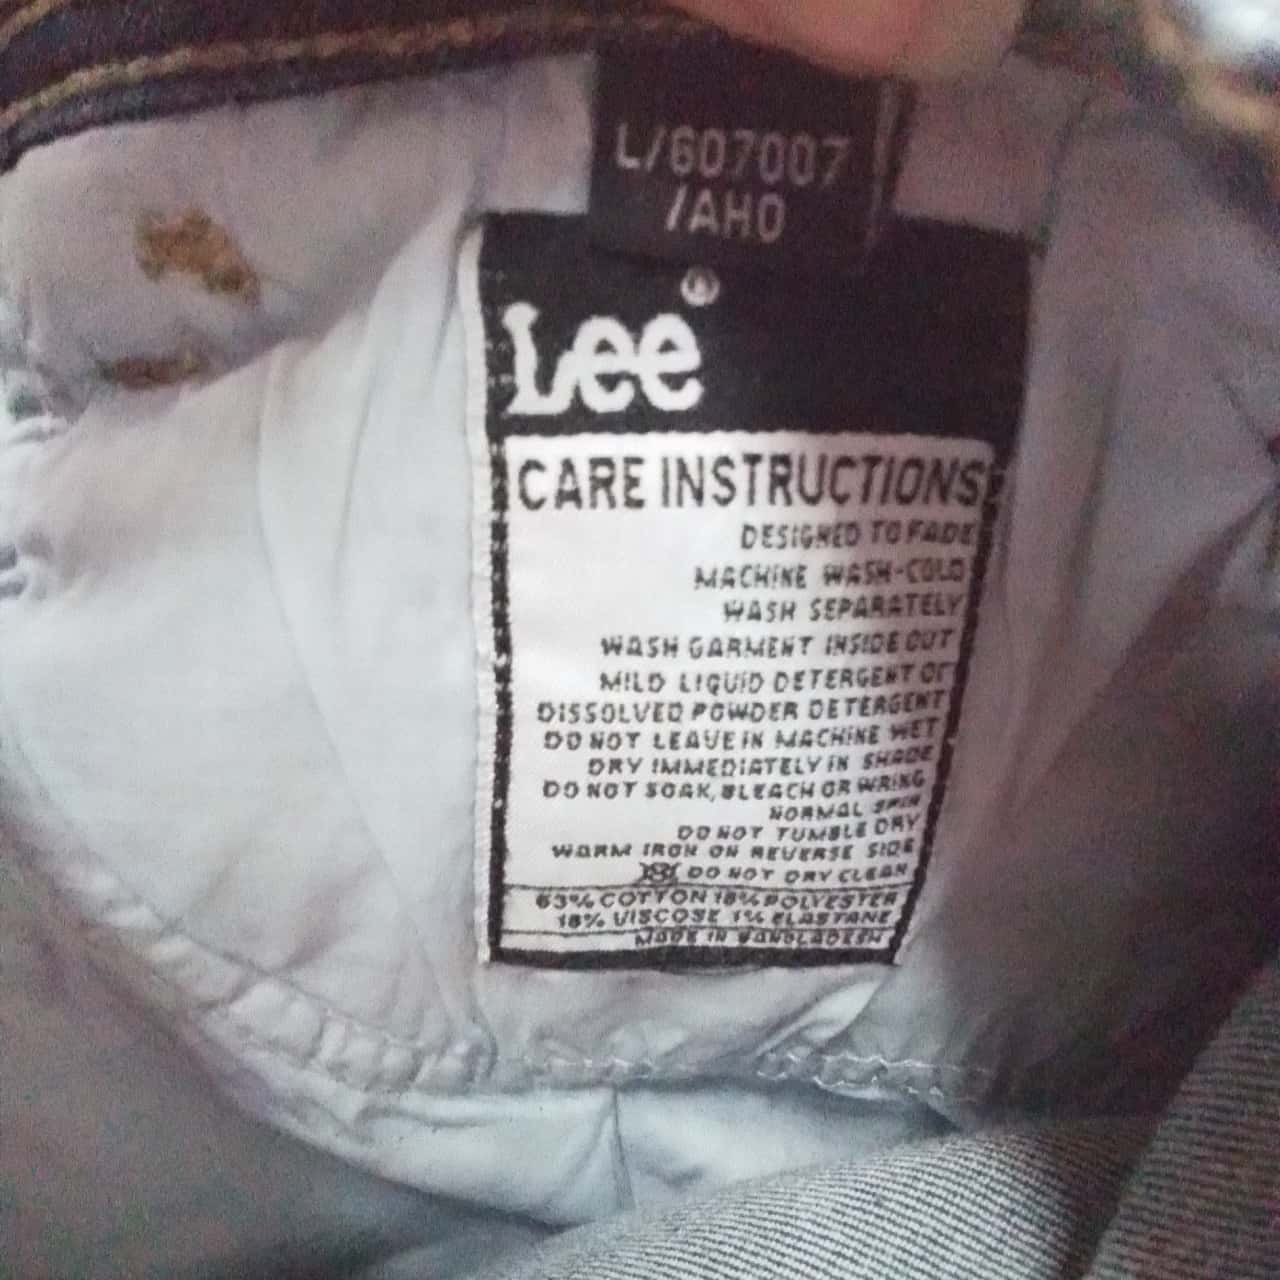 L/607007
/AHO
Lee®
CARE INSTRUCTIONS
DESIGNED TO FADE
MACHINE WASH-COLD
WASH SEPARATELY
WASH GARMENT INSIDE OUT
MILD LIQUID DETERGENT OR
DISSOLVED POWDER DETERGENT
DO NOT LEAVE IN MACHINE WET
DRY IMMEDIATELY IN SHADE
DO NOT SOAK, BLEACH OR WRING
NORMAL SPIN
DO NOT TUMBLE DRY
WARM IRON ON REVERSE SIDE
DO NOT DRY CLEAN
63% COTTON 18% POLYESTER
18% VISCOSE 1% ELASTANE
MADE IN BANGLADESH